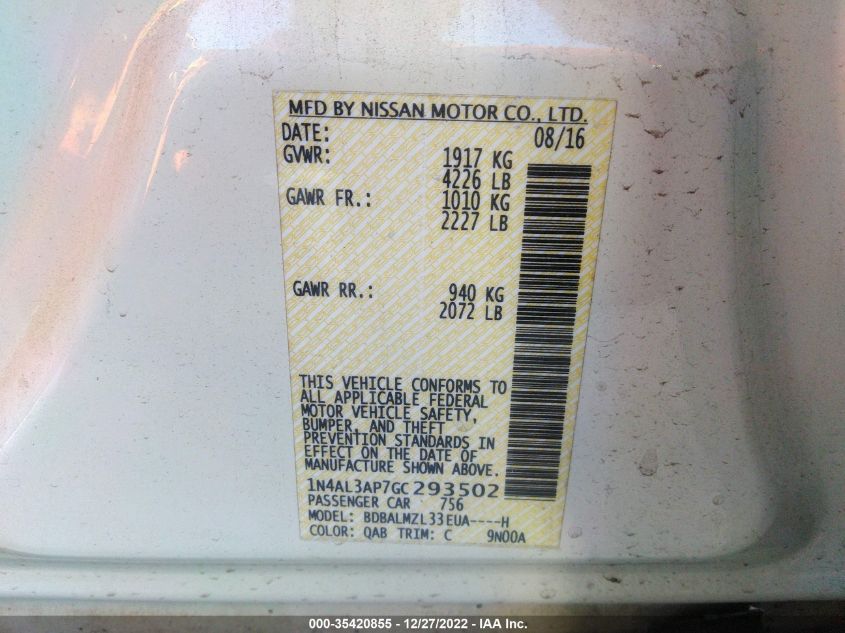 MFD BY NISSAN MOTOR CO., LTD.
DATE: 08/16
GVWR: 1917 KG
4226 LB
GAWR FR.: 1010 KG
2227 LB
GAWR RR.: 940 KG
2072 LB
THIS VEHICLE CONFORMS TO
ALL APPLICABLE FEDERAL
MOTOR VEHICLE SAFETY,
BUMPER, AND THEFT
PREVENTION STANDARDS IN
EFFECT ON THE DATE OF
MANUFACTURE SHOWN ABOVE.
1N4AL3AP7GC293502
PASSENGER CAR 756
MODEL: BDBALMZL33EUA----H
COLOR: QAB TRIM: C 9N00A
000-35420855 - 12/27/2022 - IAA Inc.